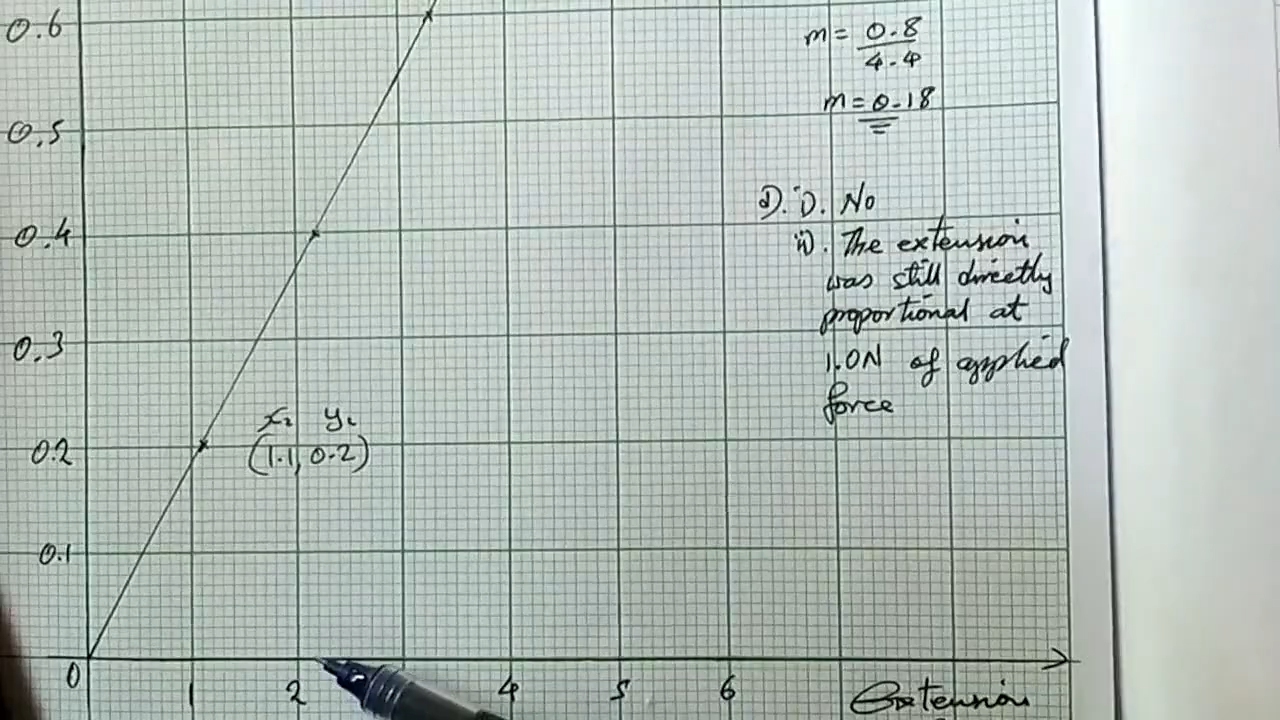 0.6
0.5
0.4
0.3
0.2
0.1
0
1 2 4 5 6
Extension
x₂ y₂
(1.1, 0.2)
m = 0.8
4.4
m = 0.18
D. i). No
ii). The extension
was still directly
proportional at
1.0N of applied
force